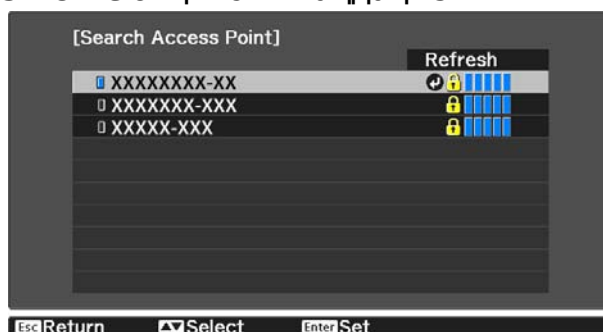 [Search Access Point]
Refresh
XXXXXXXX-XX
XXXXXXX-XXX
XXXXX-XXX
Esc Return Select Enter Set